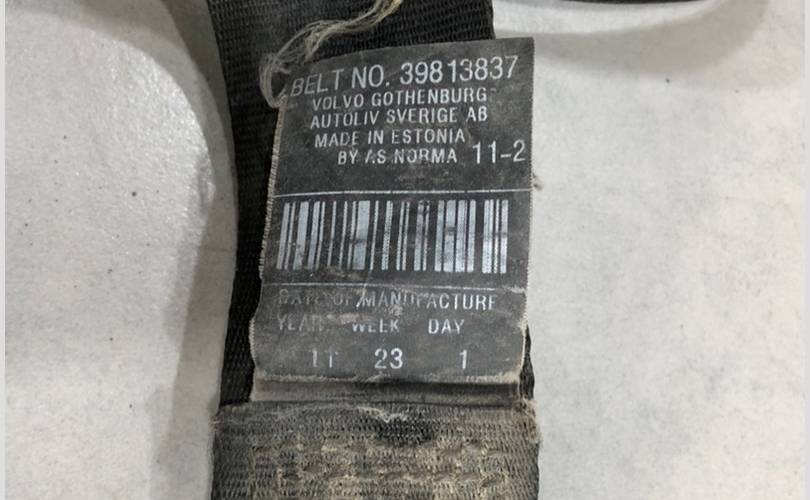 BELT NO. 39813837
VOLVO GOTHENBURG
AUTOLIV SVERIGE AB
MADE IN ESTONIA
BY AS NORMA 11-2
DATE OF MANUFACTURE
YEAR WEEK DAY
11 23 1